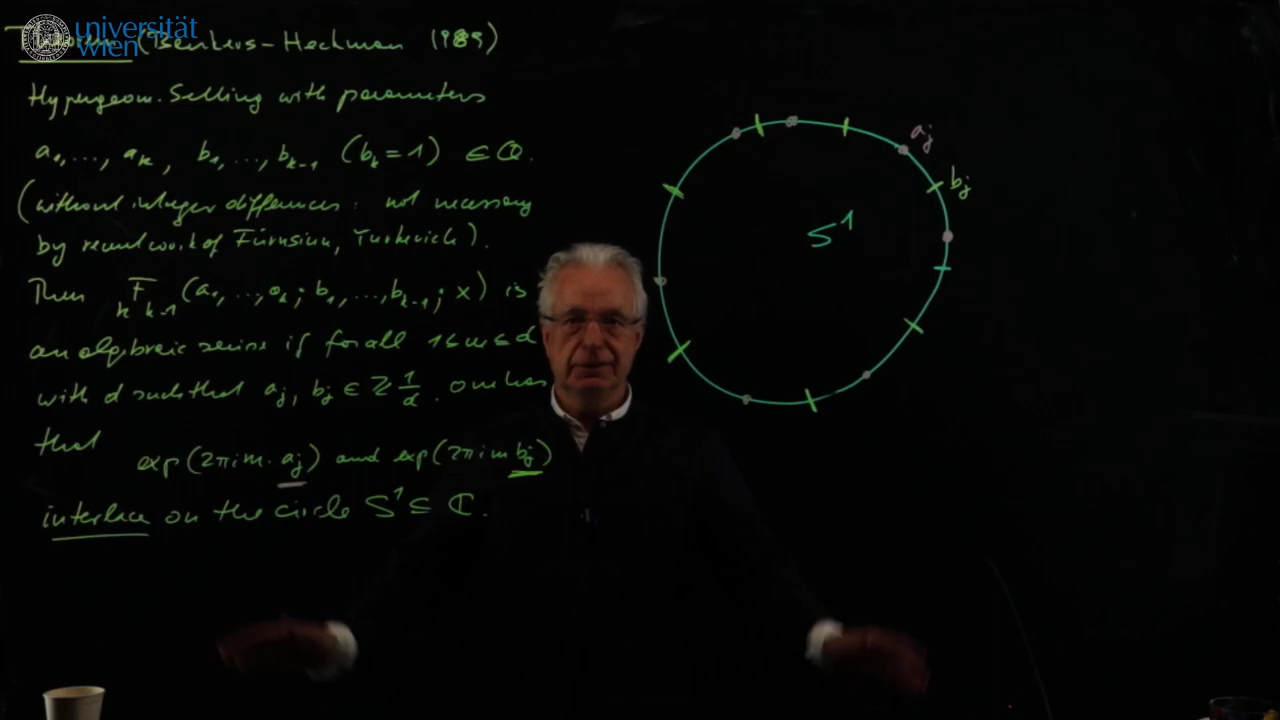 universität
wien
Theorem (Beukers-Heckman 1989)
Hypergeom. Setting with parameters
a₁,..., aₖ, b₁,..., bₖ₋₁ (bₖ=1) ∈ Q.
(without integer differences: not necessary
by recent work of Fürnsinn, Yurkevich).
Then ₖFₖ₋₁ (a₁,...,aₖ; b₁,...,bₖ₋₁; x) is
an algebraic series if for all 1≤m≤d
with d such that aⱼ, bⱼ ∈ ℤ 1/d. one has
that
exp(2πim·aⱼ) and exp(2πim bⱼ)
interlace on the circle S¹ ⊆ ℂ.
aⱼ
bⱼ
S¹